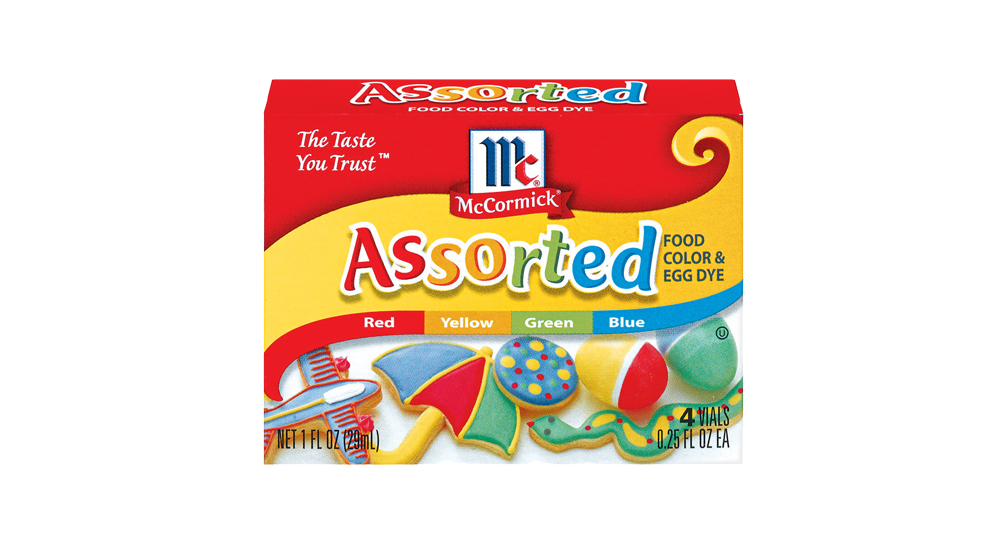 Assorted
FOOD COLOR & EGG DYE
The Taste
You Trust™
Mc®
McCormick®
Assorted
FOOD
COLOR &
EGG DYE
Red Yellow Green Blue
U
4 VIALS
NET 1 FL OZ (29mL)
0.25 FL OZ EA